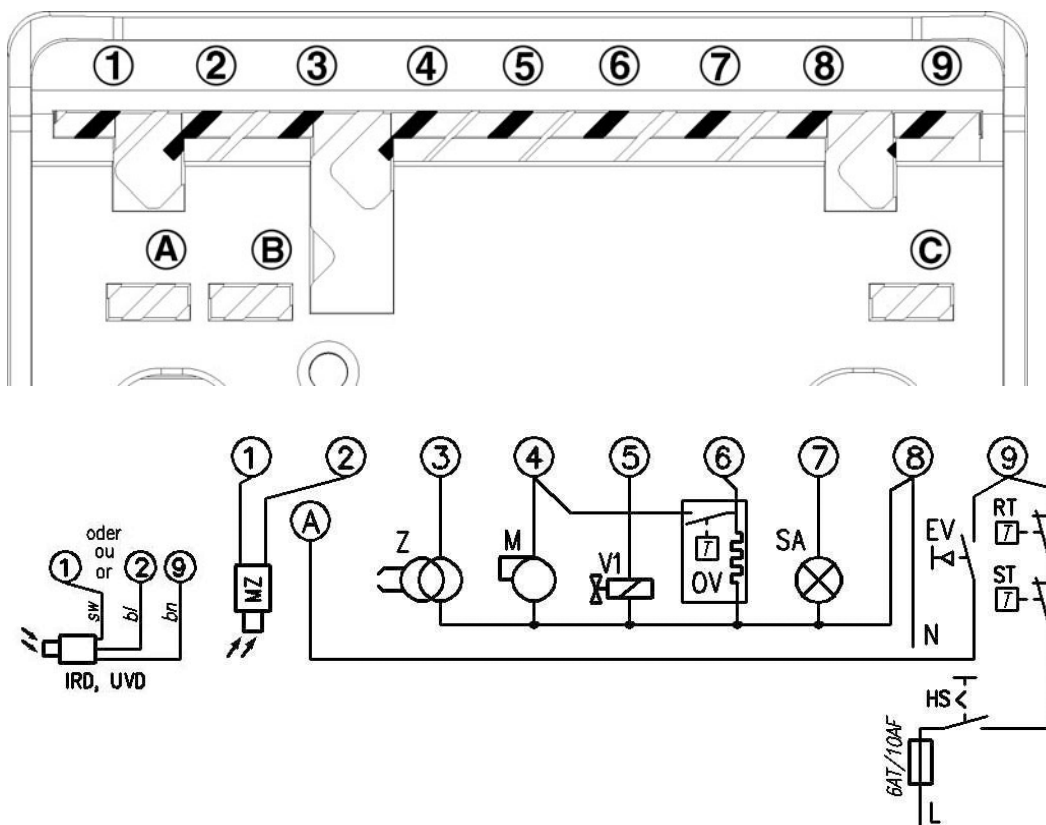 ① ② ③ ④ ⑤ ⑥ ⑦ ⑧ ⑨
Ⓐ Ⓑ Ⓒ
① ② ③ ④ ⑤ ⑥ ⑦ ⑧ ⑨
Ⓐ
oder
ou
or
① ② ⑨
sw bl bn
IRD, UVD
MZ
Z M V1 T OV SA EV
RT T
ST T
N
HS
6AT/10AF
L